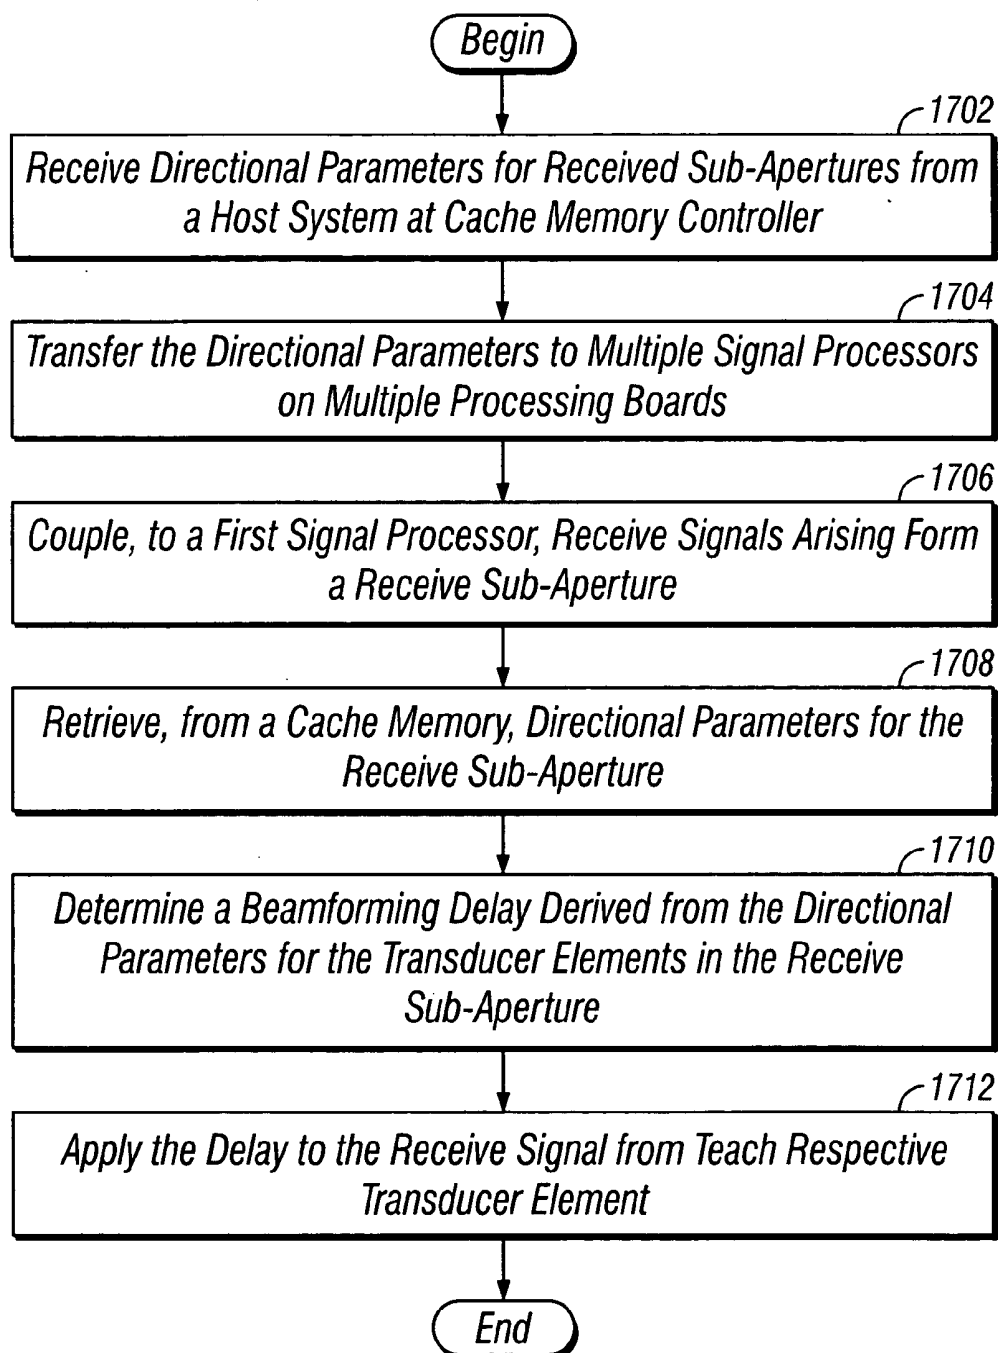 Begin
1702
Receive Directional Parameters for Received Sub-Apertures from
a Host System at Cache Memory Controller
1704
Transfer the Directional Parameters to Multiple Signal Processors
on Multiple Processing Boards
1706
Couple, to a First Signal Processor, Receive Signals Arising Form
a Receive Sub-Aperture
1708
Retrieve, from a Cache Memory, Directional Parameters for the
Receive Sub-Aperture
1710
Determine a Beamforming Delay Derived from the Directional
Parameters for the Transducer Elements in the Receive
Sub-Aperture
1712
Apply the Delay to the Receive Signal from Teach Respective
Transducer Element
End